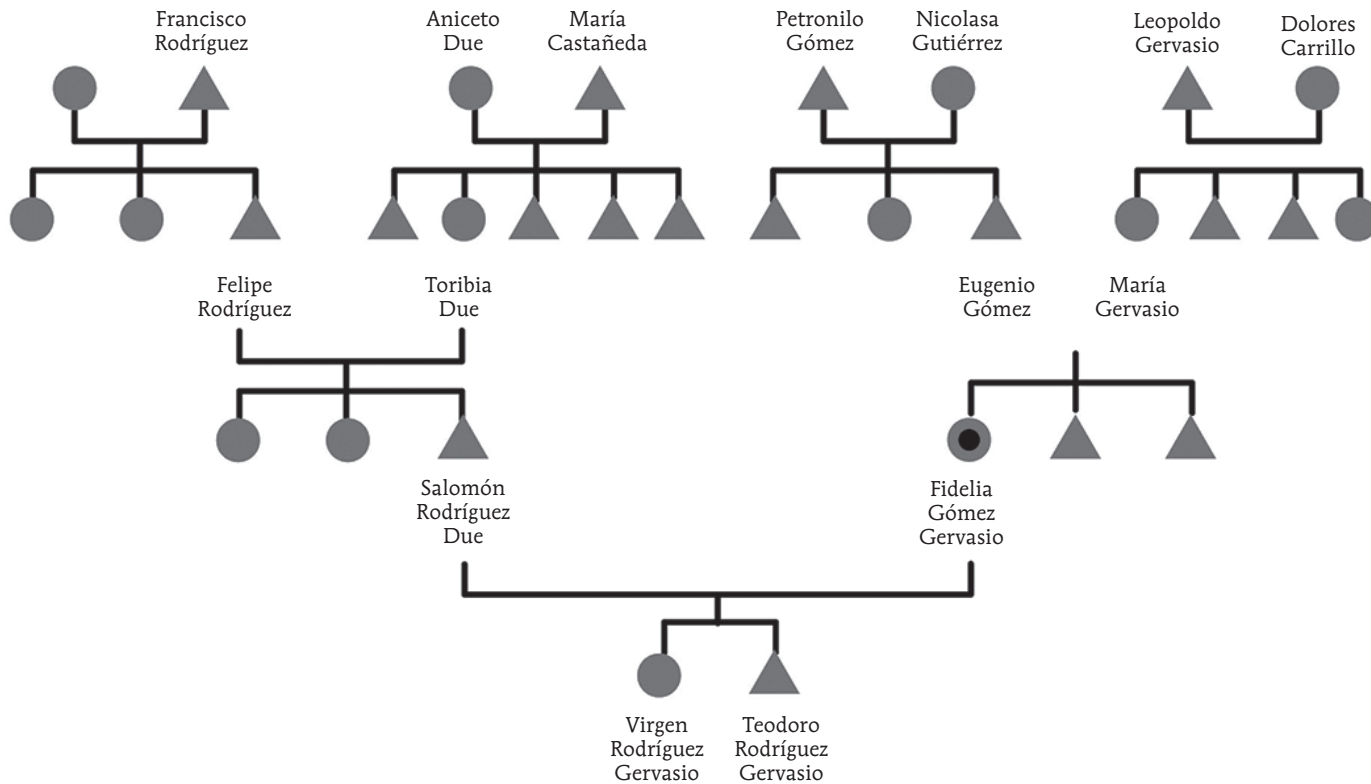 Francisco
Rodríguez
Aniceto
Due
María
Castañeda
Petronilo
Gómez
Nicolasa
Gutiérrez
Leopoldo
Gervasio
Dolores
Carrillo
Felipe
Rodríguez
Toribia
Due
Eugenio
Gómez
María
Gervasio
Salomón
Rodríguez
Due
Fidelia
Gómez
Gervasio
Virgen
Rodríguez
Gervasio
Teodoro
Rodríguez
Gervasio